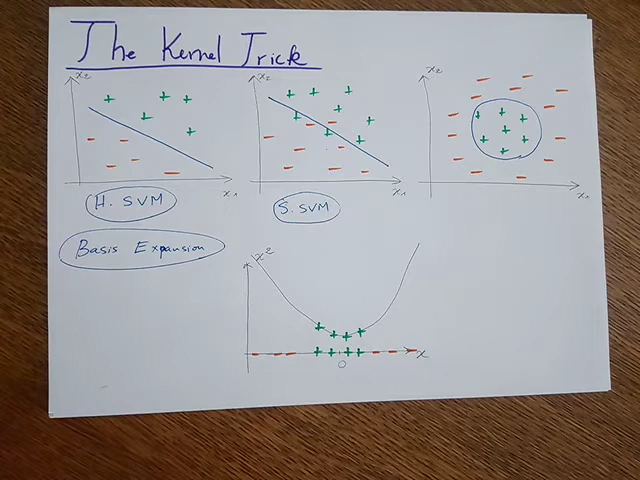 The Kernel Trick
x₂
x₂
x₂
x₁
x₁
x₁
H. SVM
S. SVM
Basis Expansion
x²
x
0